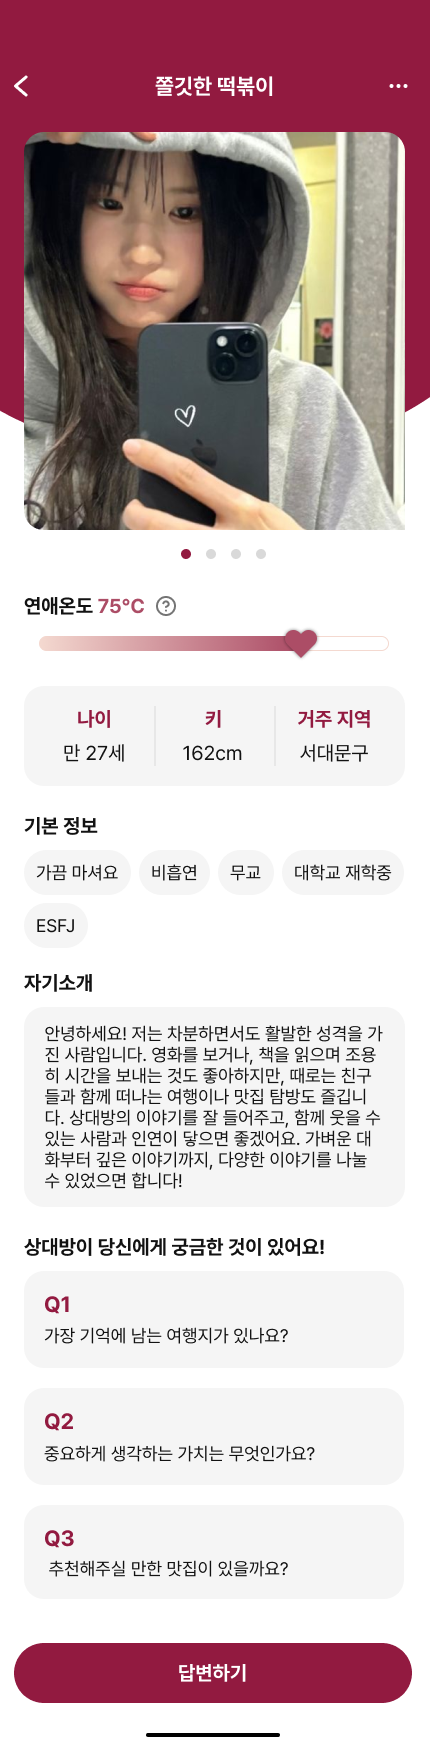 쫄깃한 떡볶이
연애온도 75°C
나이 키 거주 지역
만 27세 162cm 서대문구
기본 정보
가끔 마셔요 비흡연 무교 대학교 재학중
ESFJ
자기소개
안녕하세요! 저는 차분하면서도 활발한 성격을 가
진 사람입니다. 영화를 보거나, 책을 읽으며 조용
히 시간을 보내는 것도 좋아하지만, 때로는 친구
들과 함께 떠나는 여행이나 맛집 탐방도 즐깁니
다. 상대방의 이야기를 잘 들어주고, 함께 웃을 수
있는 사람과 인연이 닿으면 좋겠어요. 가벼운 대
화부터 깊은 이야기까지, 다양한 이야기를 나눌
수 있었으면 합니다!
상대방이 당신에게 궁금한 것이 있어요!
Q1
가장 기억에 남는 여행지가 있나요?
Q2
중요하게 생각하는 가치는 무엇인가요?
Q3
추천해주실 만한 맛집이 있을까요?
답변하기